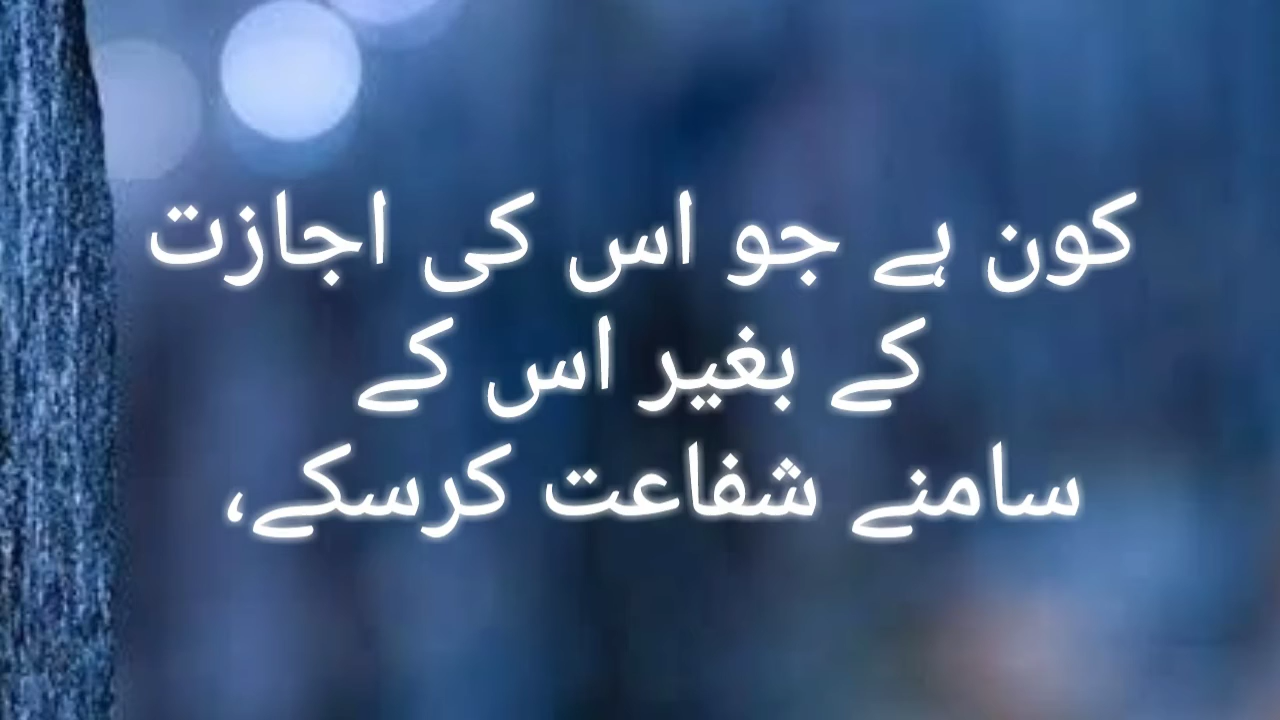 کون ہے جو اس کی اجازت
کے بغیر اس کے
سامنے شفاعت کرسکے،